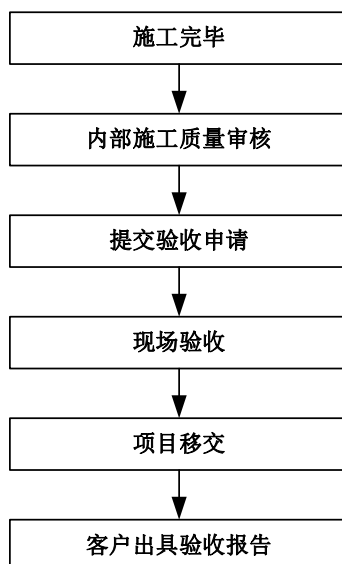 施工完毕
内部施工质量审核
提交验收申请
现场验收
项目移交
客户出具验收报告